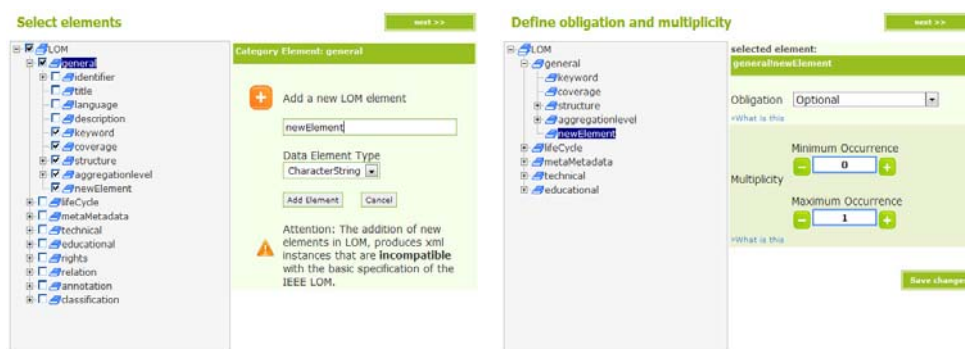 Select elements
next >>
LOM
general
identifier
title
language
description
keyword
coverage
structure
aggregationlevel
newElement
lifeCycle
metaMetadata
technical
educational
rights
relation
annotation
classification
Category Element: general
Add a new LOM element
newElement
Data Element Type
CharacterString
Add Element Cancel
Attention: The addition of new
elements in LOM, produces xml
instances that are incompatible
with the basic specification of the
IEEE LOM.
Define obligation and multiplicity
next >>
LOM
general
keyword
coverage
structure
aggregationlevel
newElement
lifeCycle
metaMetadata
technical
educational
selected element:
general!newElement
Obligation Optional
»What is this
Minimum Occurrence
0
Multiplicity
Maximum Occurrence
1
»What is this
Save change